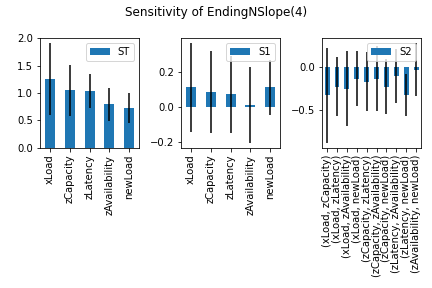 Sensitivity of EndingNSlope(4)
ST
2.0
1.5
1.0
0.5
0.0
xLoad
zCapacity
zLatency
zAvailability
newLoad
S1
0.2
0.0
−0.2
xLoad
zCapacity
zLatency
zAvailability
newLoad
S2
0.0
−0.5
(xLoad, zCapacity)
(xLoad, zLatency)
(xLoad, zAvailability)
(xLoad, newLoad)
(zCapacity, zLatency)
(zCapacity, zAvailability)
(zCapacity, newLoad)
(zLatency, zAvailability)
(zLatency, newLoad)
(zAvailability, newLoad)